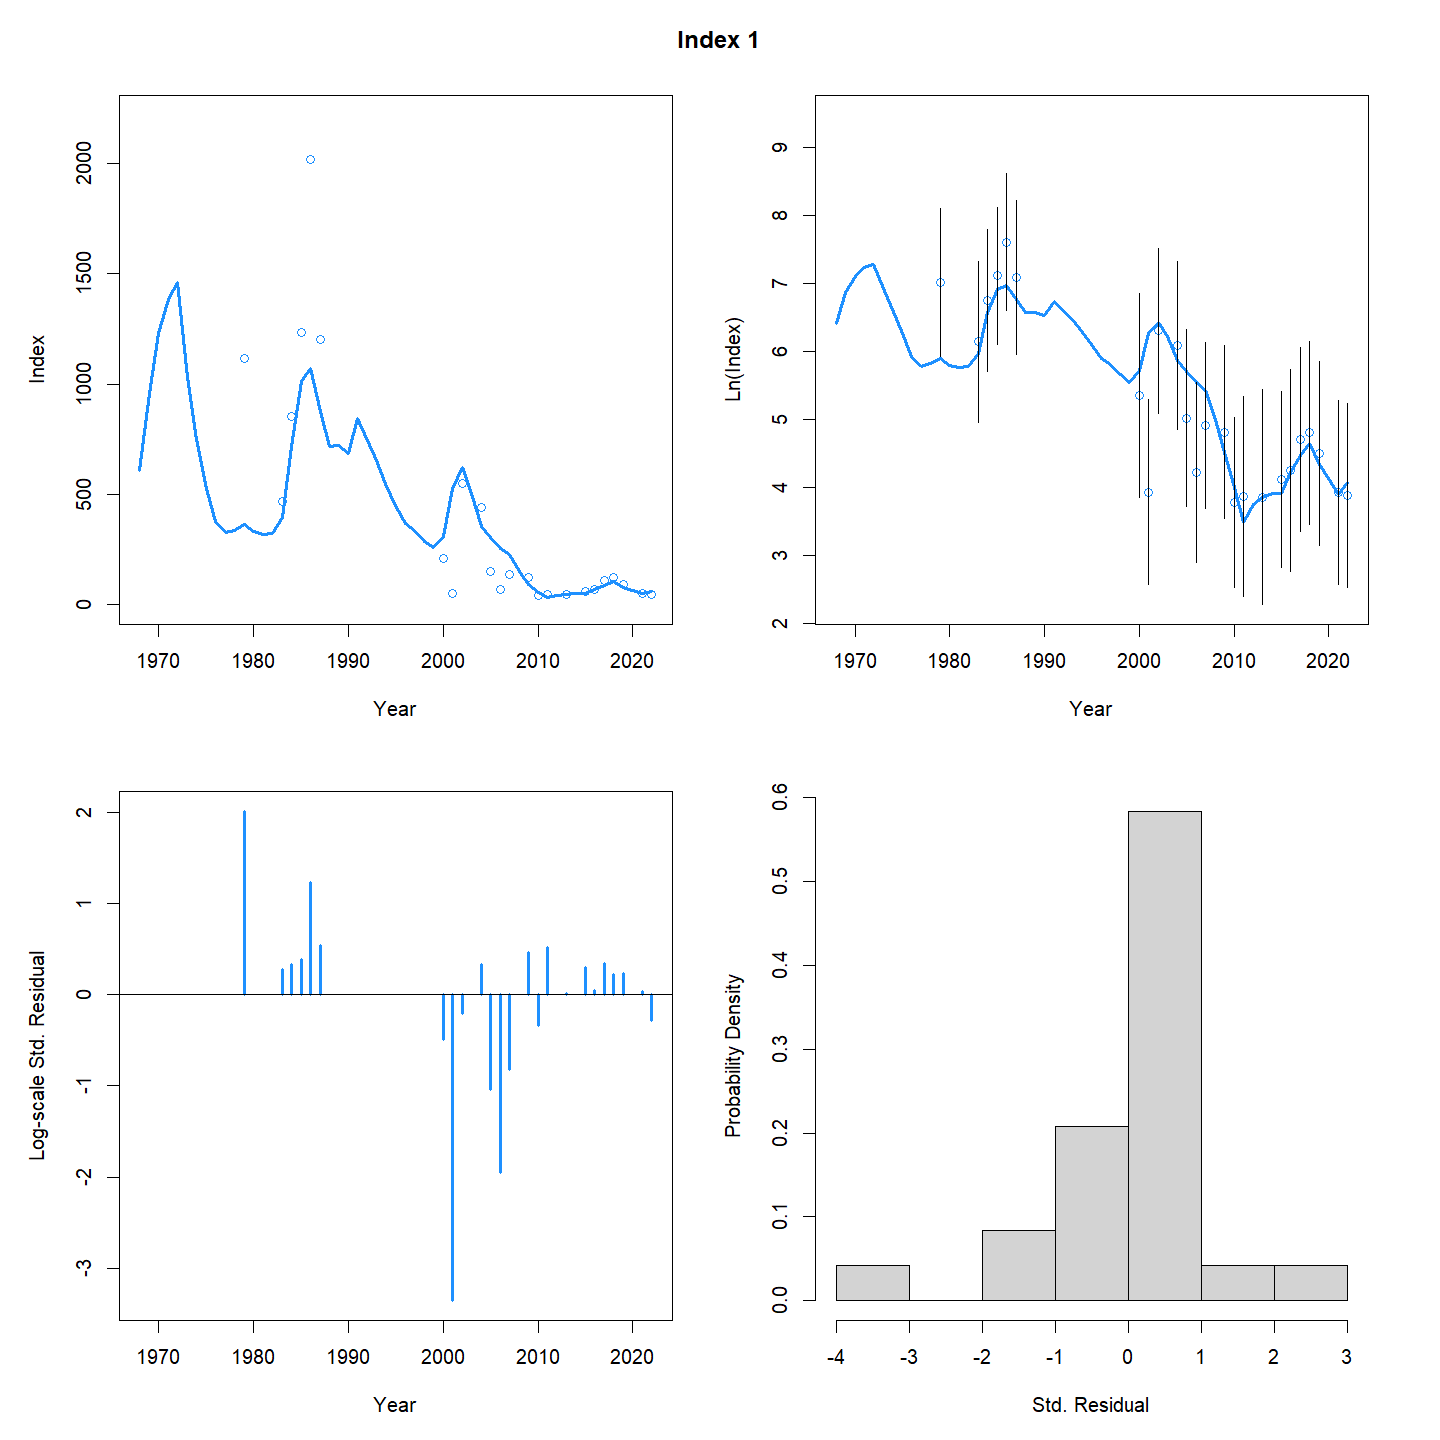 Index 1
Index
2000
1500
1000
500
0
1970 1980 1990 2000 2010 2020
Year
Ln(Index)
9
8
7
6
5
4
3
2
1970 1980 1990 2000 2010 2020
Year
Log-scale Std. Residual
2
1
0
-1
-2
-3
1970 1980 1990 2000 2010 2020
Year
Probability Density
0.6
0.5
0.4
0.3
0.2
0.1
0.0
-4 -3 -2 -1 0 1 2 3
Std. Residual